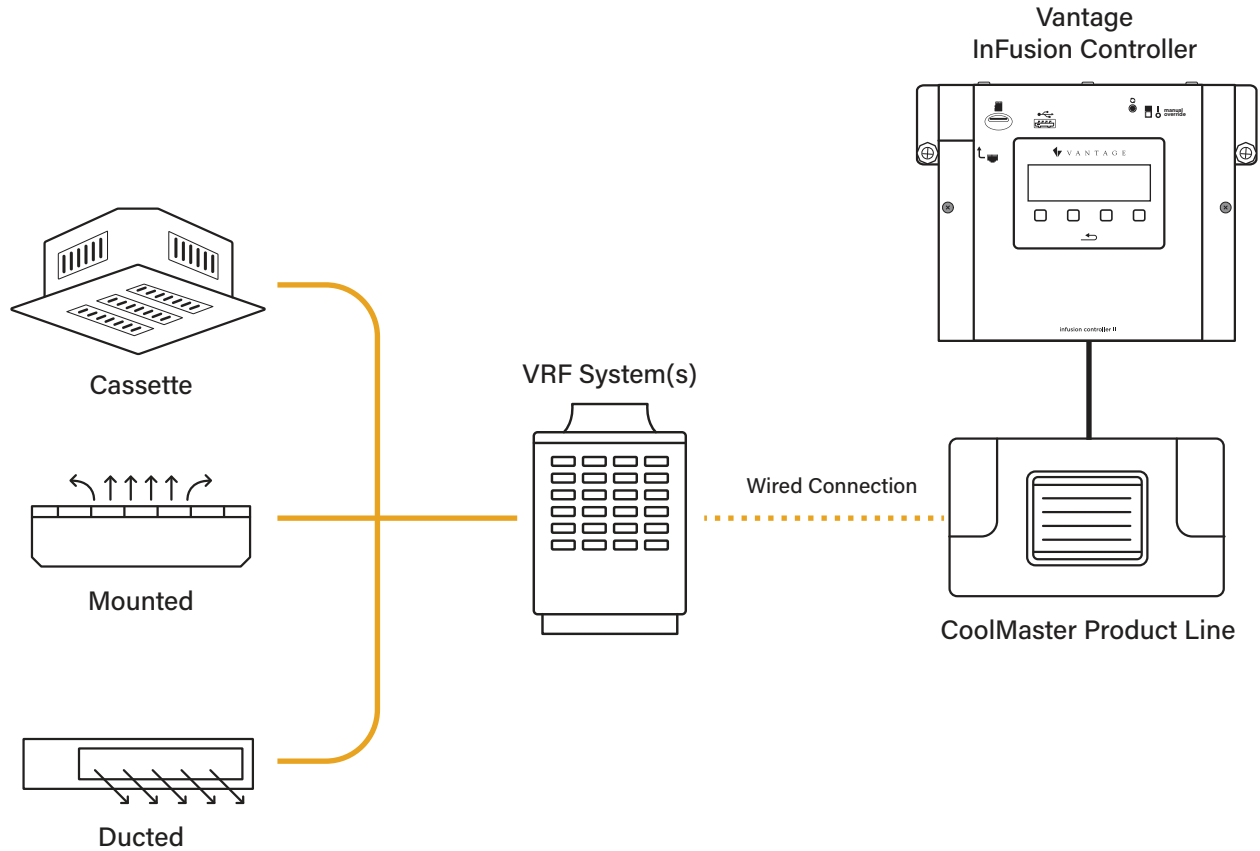 Vantage
InFusion Controller
manual
override
VANTAGE
infusion controller II
Cassette
VRF System(s)
Wired Connection
Mounted
CoolMaster Product Line
Ducted